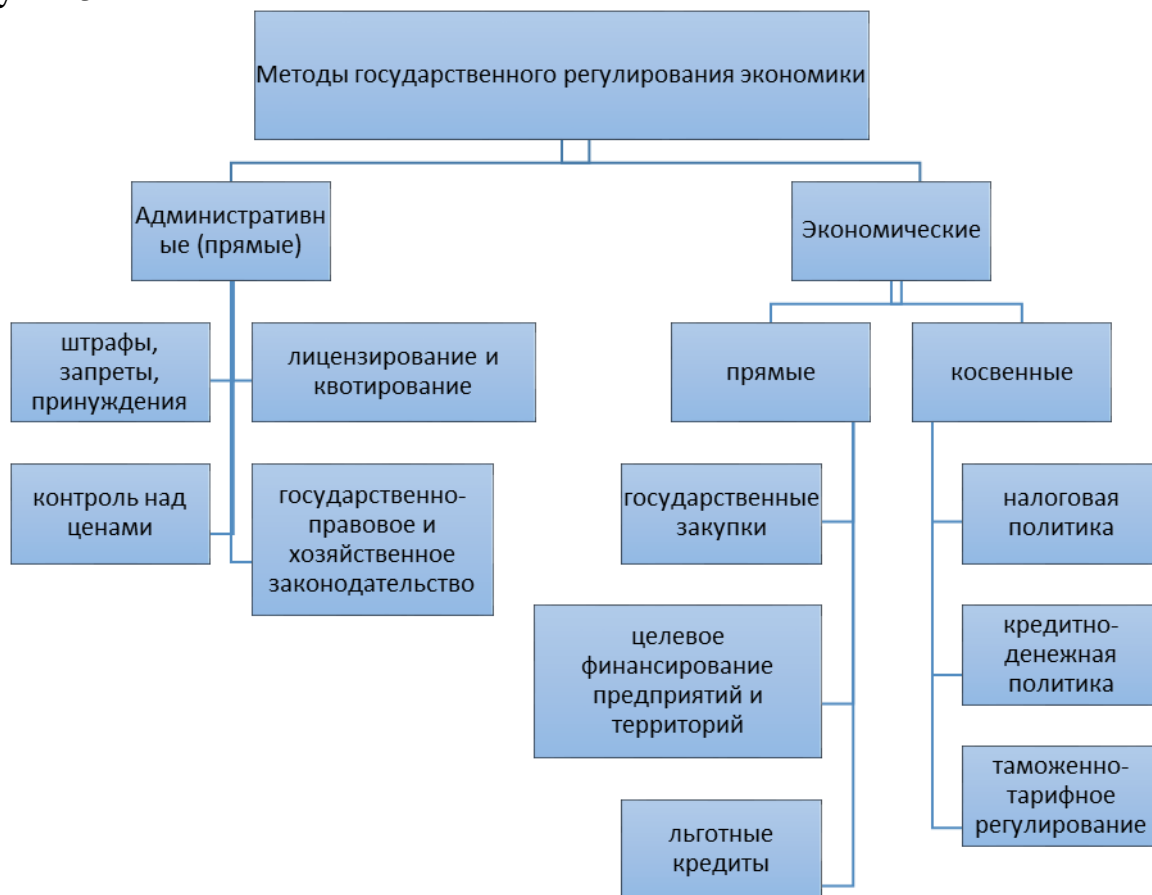 Методы государственного регулирования экономики
Административн
ые (прямые)
Экономические
штрафы,
запреты,
принуждения
лицензирование и
квотирование
прямые
косвенные
контроль над
ценами
государственно-
правовое и
хозяйственное
законодательство
государственные
закупки
налоговая
политика
целевое
финансирование
предприятий и
территорий
кредитно-
денежная
политика
льготные
кредиты
таможенно-
тарифное
регулирование